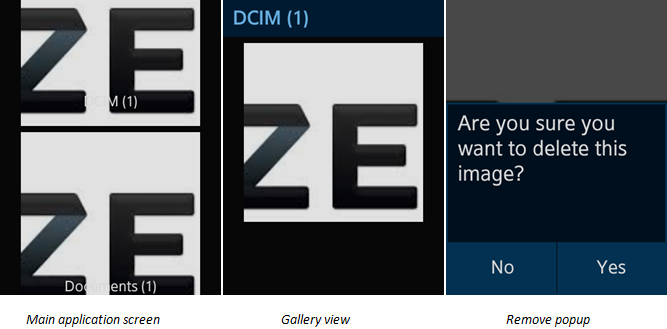 ZE
DCIM (1)
ZE
Documents (1)
DCIM (1)
ZE
Are you sure you
want to delete this
image?
No
Yes
Main application screen
Gallery view
Remove popup